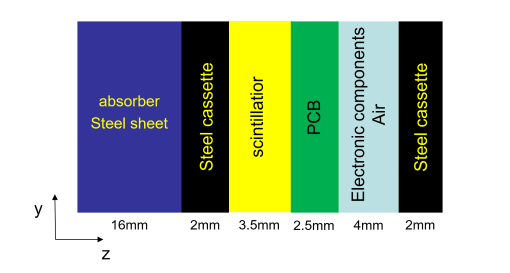 absorber
Steel sheet
Steel cassette
scintillatior
PCB
Electronic components
Air
Steel cassette
16mm 2mm 3.5mm 2.5mm 4mm 2mm
y
z